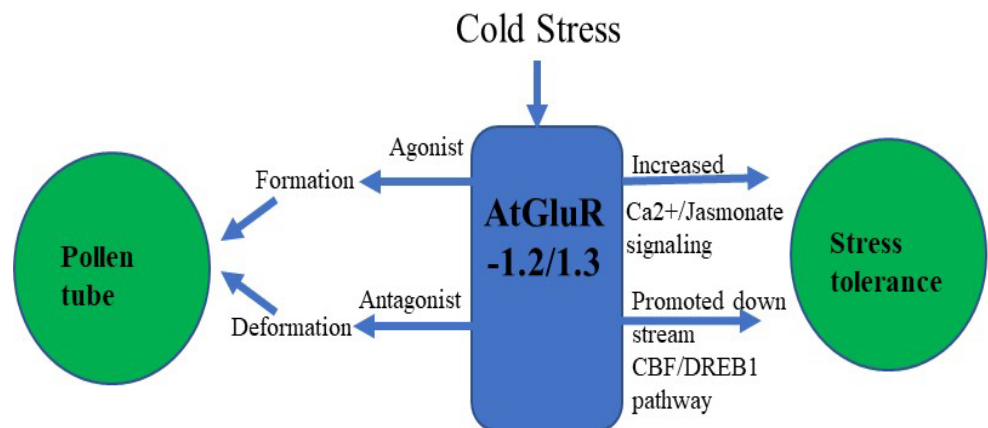 Cold Stress
Agonist
Formation
Pollen
tube
Deformation
Antagonist
AtGluR
-1.2/1.3
Increased
Ca2+/Jasmonate
signaling
Promoted down
stream
CBF/DREB1
pathway
Stress
tolerance